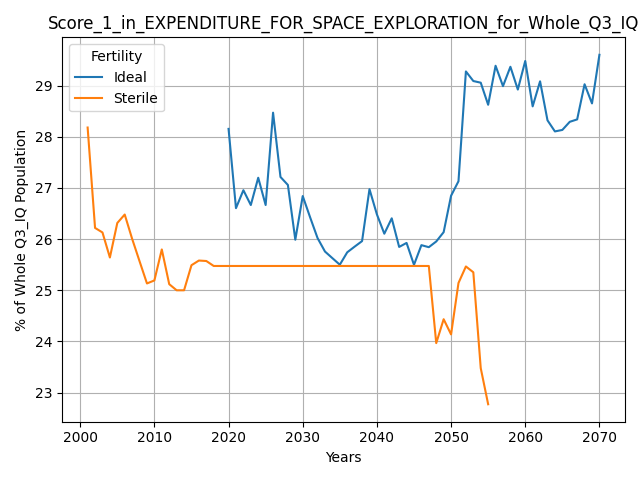 Score_1_in_EXPENDITURE_FOR_SPACE_EXPLORATION_for_Whole_Q3_IQ
Fertility
Ideal
Sterile
% of Whole Q3_IQ Population
29
28
27
26
25
24
23
2000 2010 2020 2030 2040 2050 2060 2070
Years